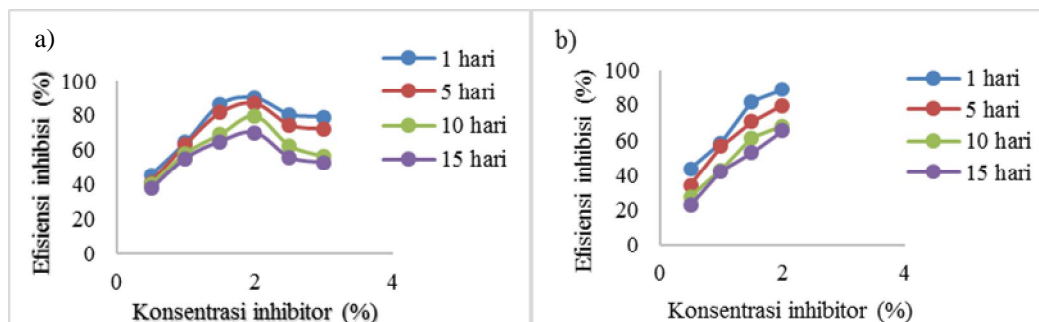 a)
1 hari
5 hari
10 hari
15 hari
Efisiensi inhibisi (%)
100
80
60
40
20
0
0 2 4
Konsentrasi inhibitor (%)
b)
1 hari
5 hari
10 hari
15 hari
Efisiensi inhibisi (%)
100
80
60
40
20
0
0 2 4
Konsentrasi inhibitor (%)